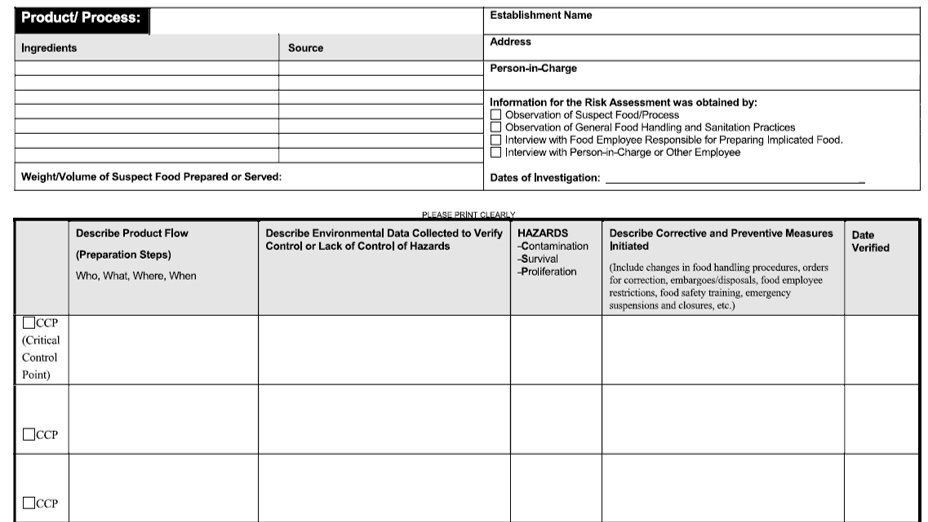 Product/ Process:
Ingredients
Source
Weight/Volume of Suspect Food Prepared or Served:
Establishment Name
Address
Person-in-Charge
Information for the Risk Assessment was obtained by:
Observation of Suspect Food/Process
Observation of General Food Handling and Sanitation Practices
Interview with Food Employee Responsible for Preparing Implicated Food.
Interview with Person-in-Charge or Other Employee
Dates of Investigation:
PLEASE PRINT CLEARLY
Describe Product Flow
(Preparation Steps)
Who, What, Where, When
Describe Environmental Data Collected to Verify
Control or Lack of Control of Hazards
HAZARDS
-Contamination
-Survival
-Proliferation
Describe Corrective and Preventive Measures
Initiated
(Include changes in food handling procedures, orders
for correction, embargoes/disposals, food employee
restrictions, food safety training, emergency
suspensions and closures, etc.)
Date
Verified
CCP
(Critical
Control
Point)
CCP
CCP